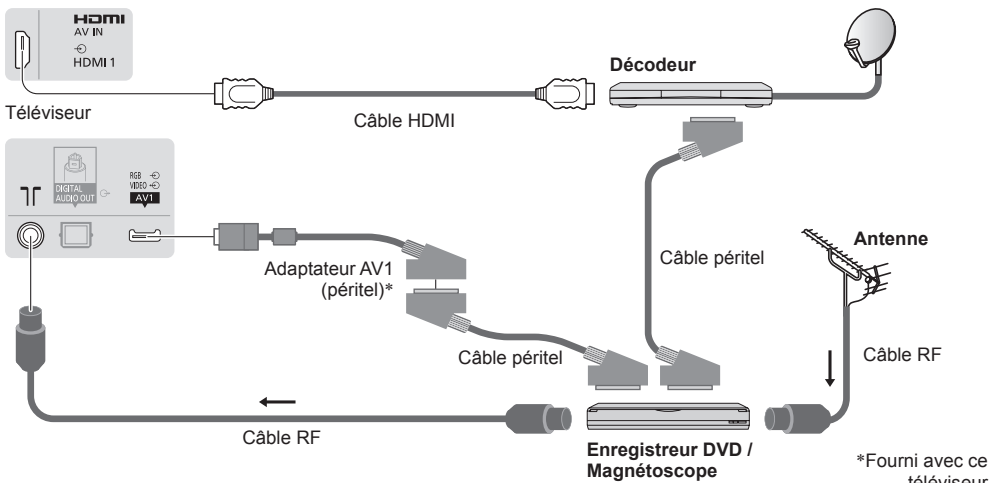 HDMI
AV IN
HDMI 1
Téléviseur
Câble HDMI
Décodeur
DIGITAL
AUDIO OUT
RGB
VIDEO
AV1
Adaptateur AV1
(péritel)*
Câble péritel
Câble péritel
Antenne
Câble RF
Câble RF
Enregistreur DVD /
Magnétoscope
*Fourni avec ce
téléviseur